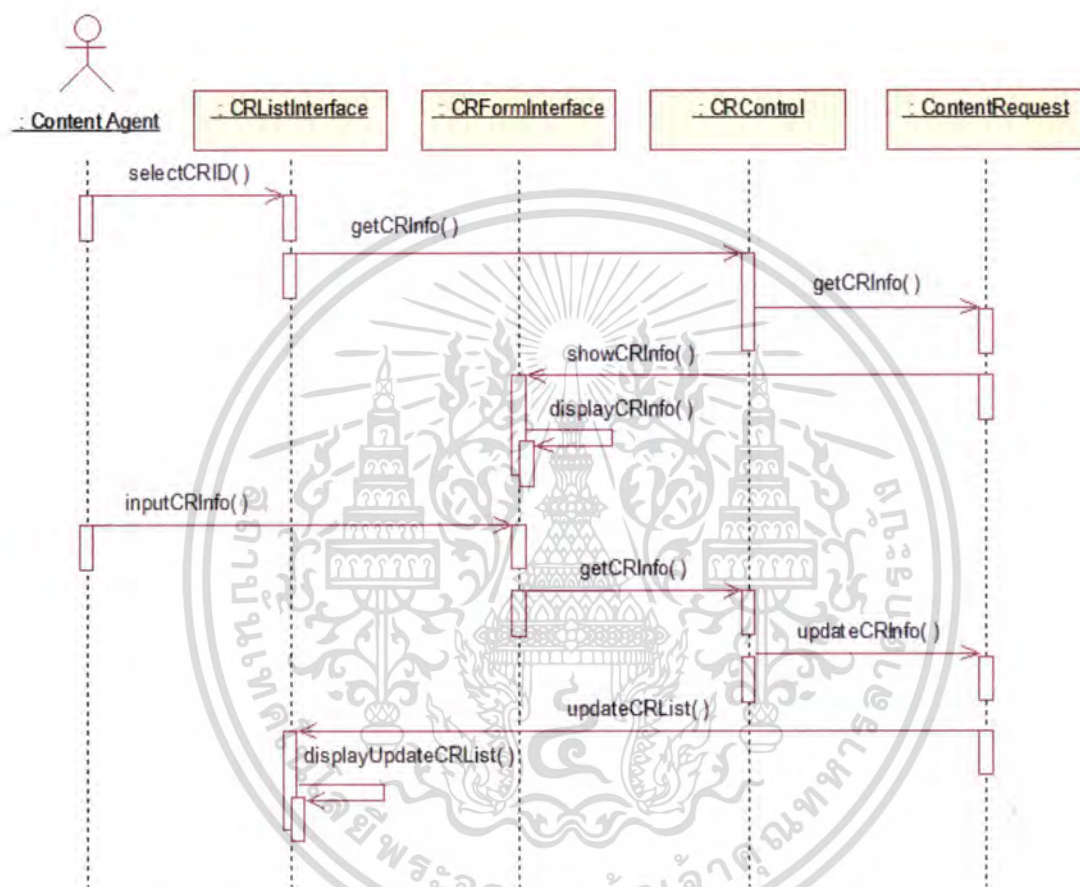 : Content Agent
: CRListInterface
: CRFormInterface
: CRControl
: ContentRequest
selectCRID( )
getCRInfo( )
getCRInfo( )
showCRInfo( )
displayCRInfo( )
inputCRInfo( )
getCRInfo( )
updateCRInfo( )
updateCRList( )
displayUpdateCRList( )